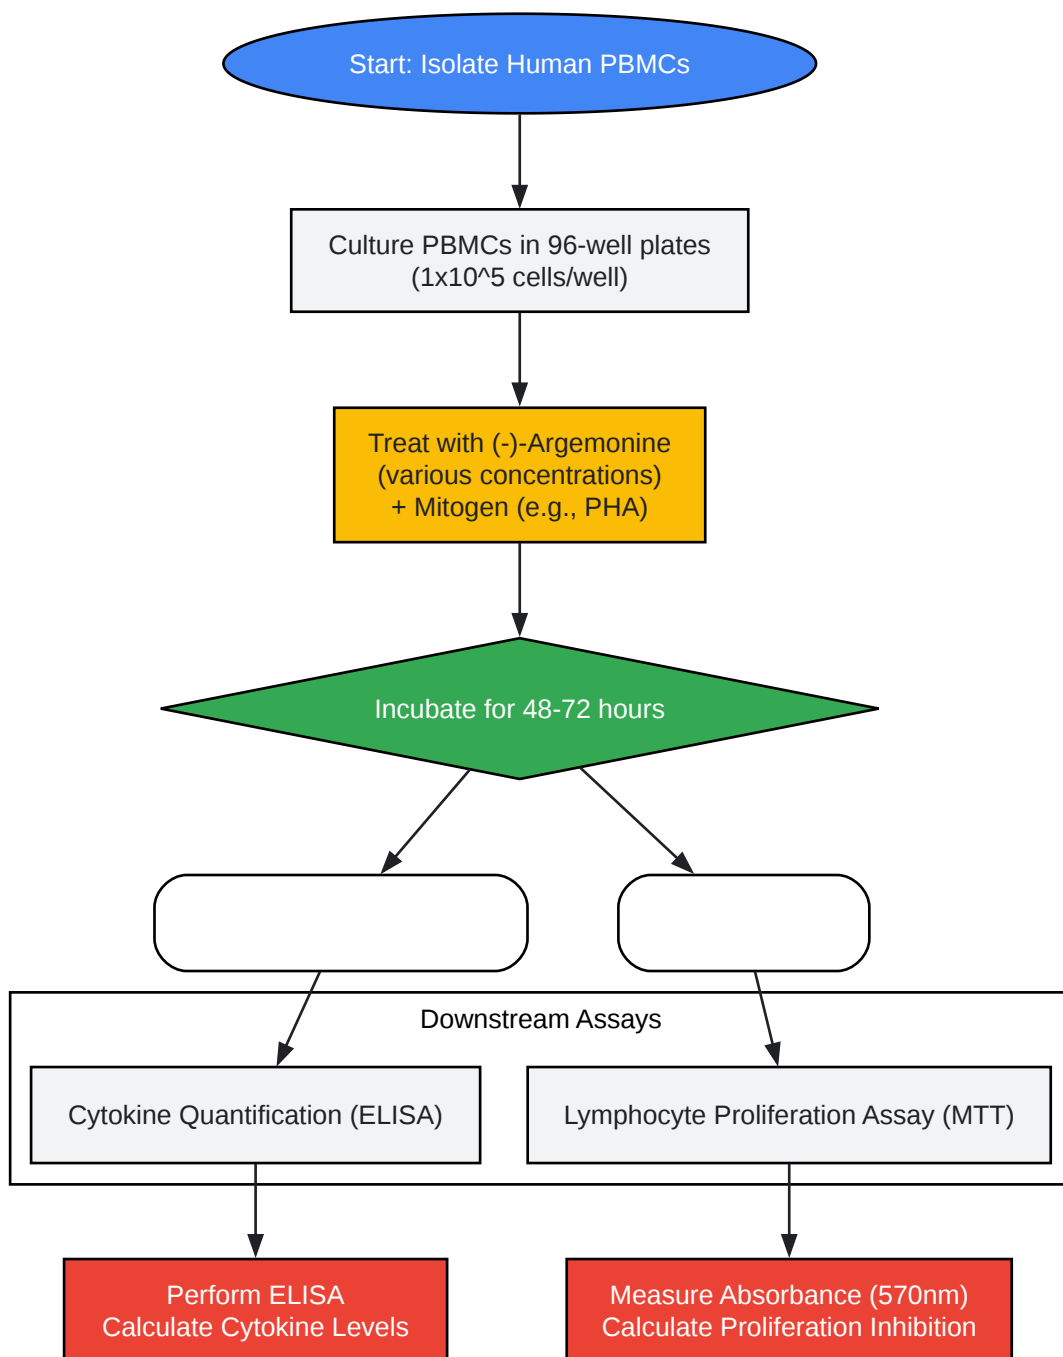 Start: Isolate Human PBMCs
Culture PBMCs in 96-well plates
(1x10^5 cells/well)
Treat with (-)-Argemonine
(various concentrations)
+ Mitogen (e.g., PHA)
Incubate for 48-72 hours
Downstream Assays
Cytokine Quantification (ELISA)
Lymphocyte Proliferation Assay (MTT)
Perform ELISA
Calculate Cytokine Levels
Measure Absorbance (570nm)
Calculate Proliferation Inhibition